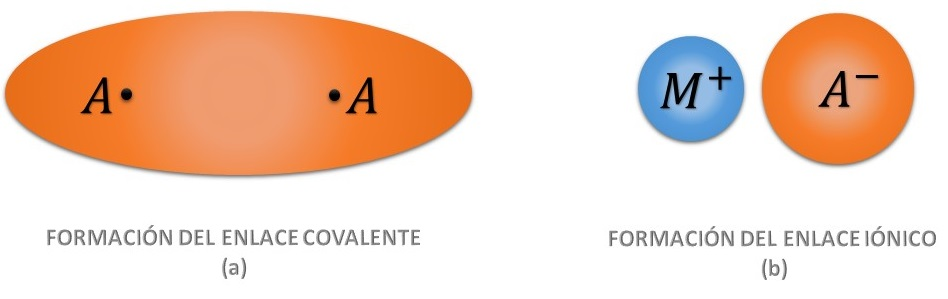 A• •A
M⁺ A⁻
FORMACIÓN DEL ENLACE COVALENTE
(a)
FORMACIÓN DEL ENLACE IÓNICO
(b)